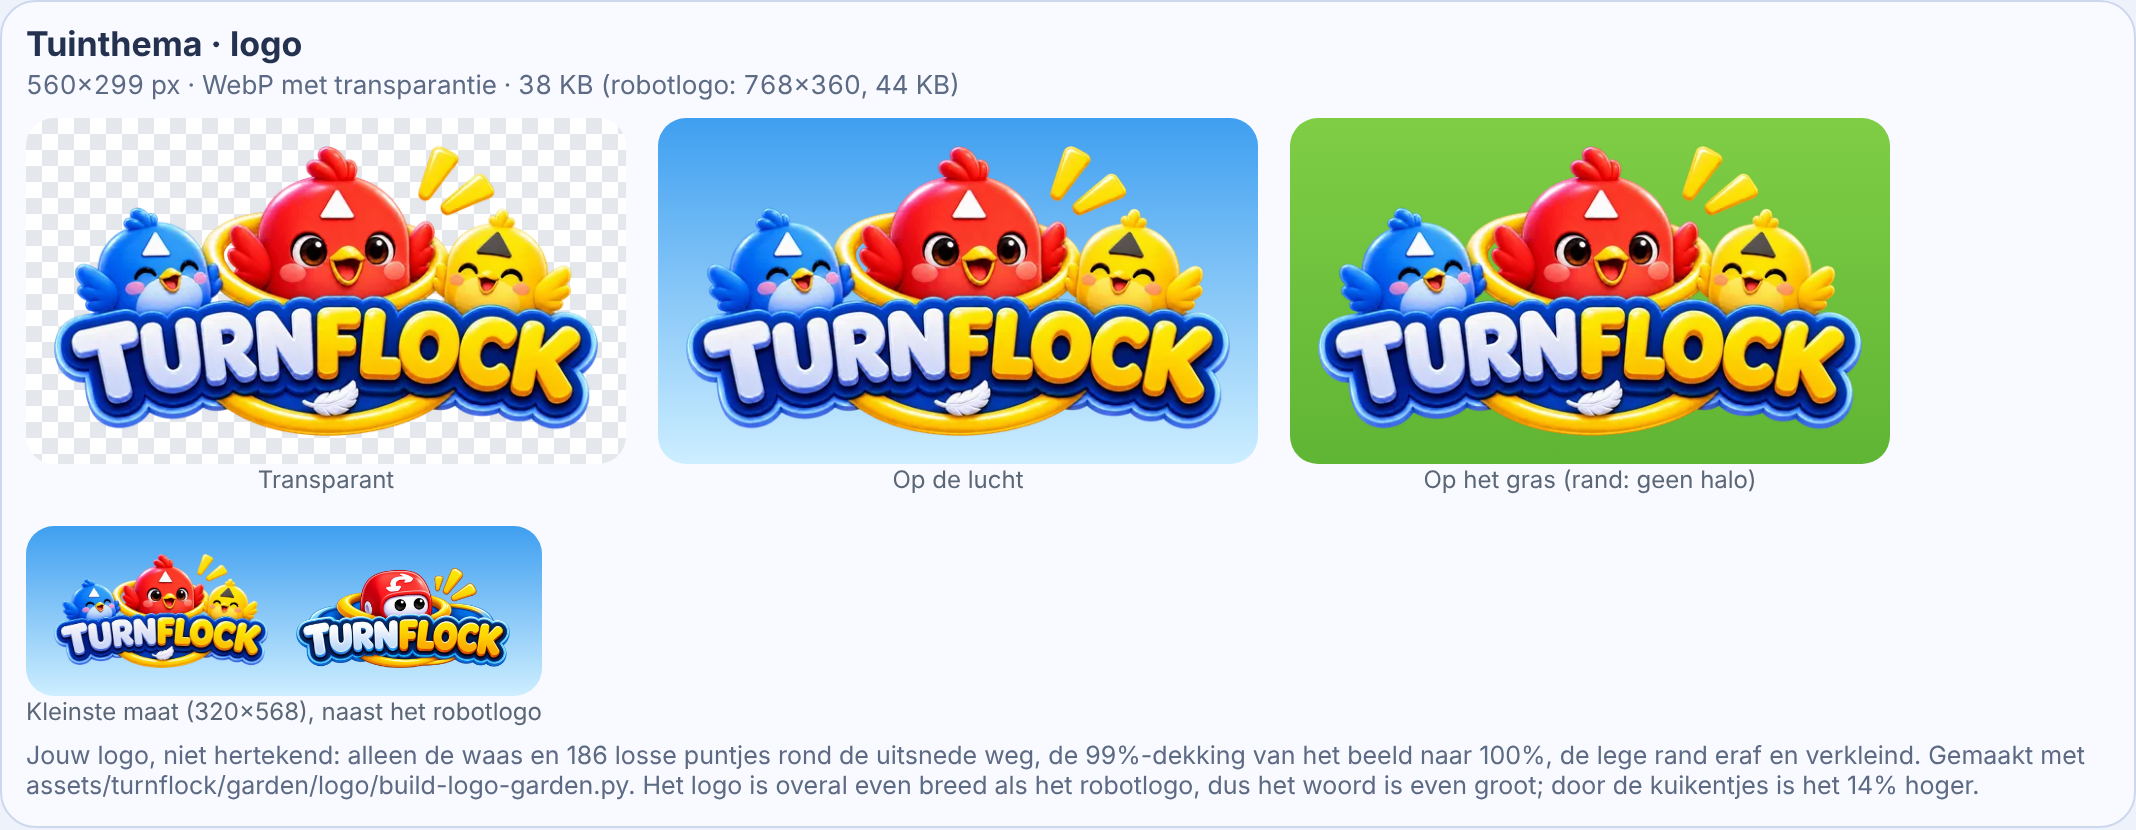 Tuinthema · logo
560×299 px · WebP met transparantie · 38 KB (robotlogo: 768×360, 44 KB)
TURNFLOCK
TURNFLOCK
TURNFLOCK
Transparant
Op de lucht
Op het gras (rand: geen halo)
TURNFLOCK
TURNFLOCK
Kleinste maat (320×568), naast het robotlogo
Jouw logo, niet hertekend: alleen de waas en 186 losse puntjes rond de uitsnede weg, de 99%-dekking van het beeld naar 100%, de lege rand eraf en verkleind. Gemaakt met
assets/turnflock/garden/logo/build-logo-garden.py. Het logo is overal even breed als het robotlogo, dus het woord is even groot; door de kuikentjes is het 14% hoger.